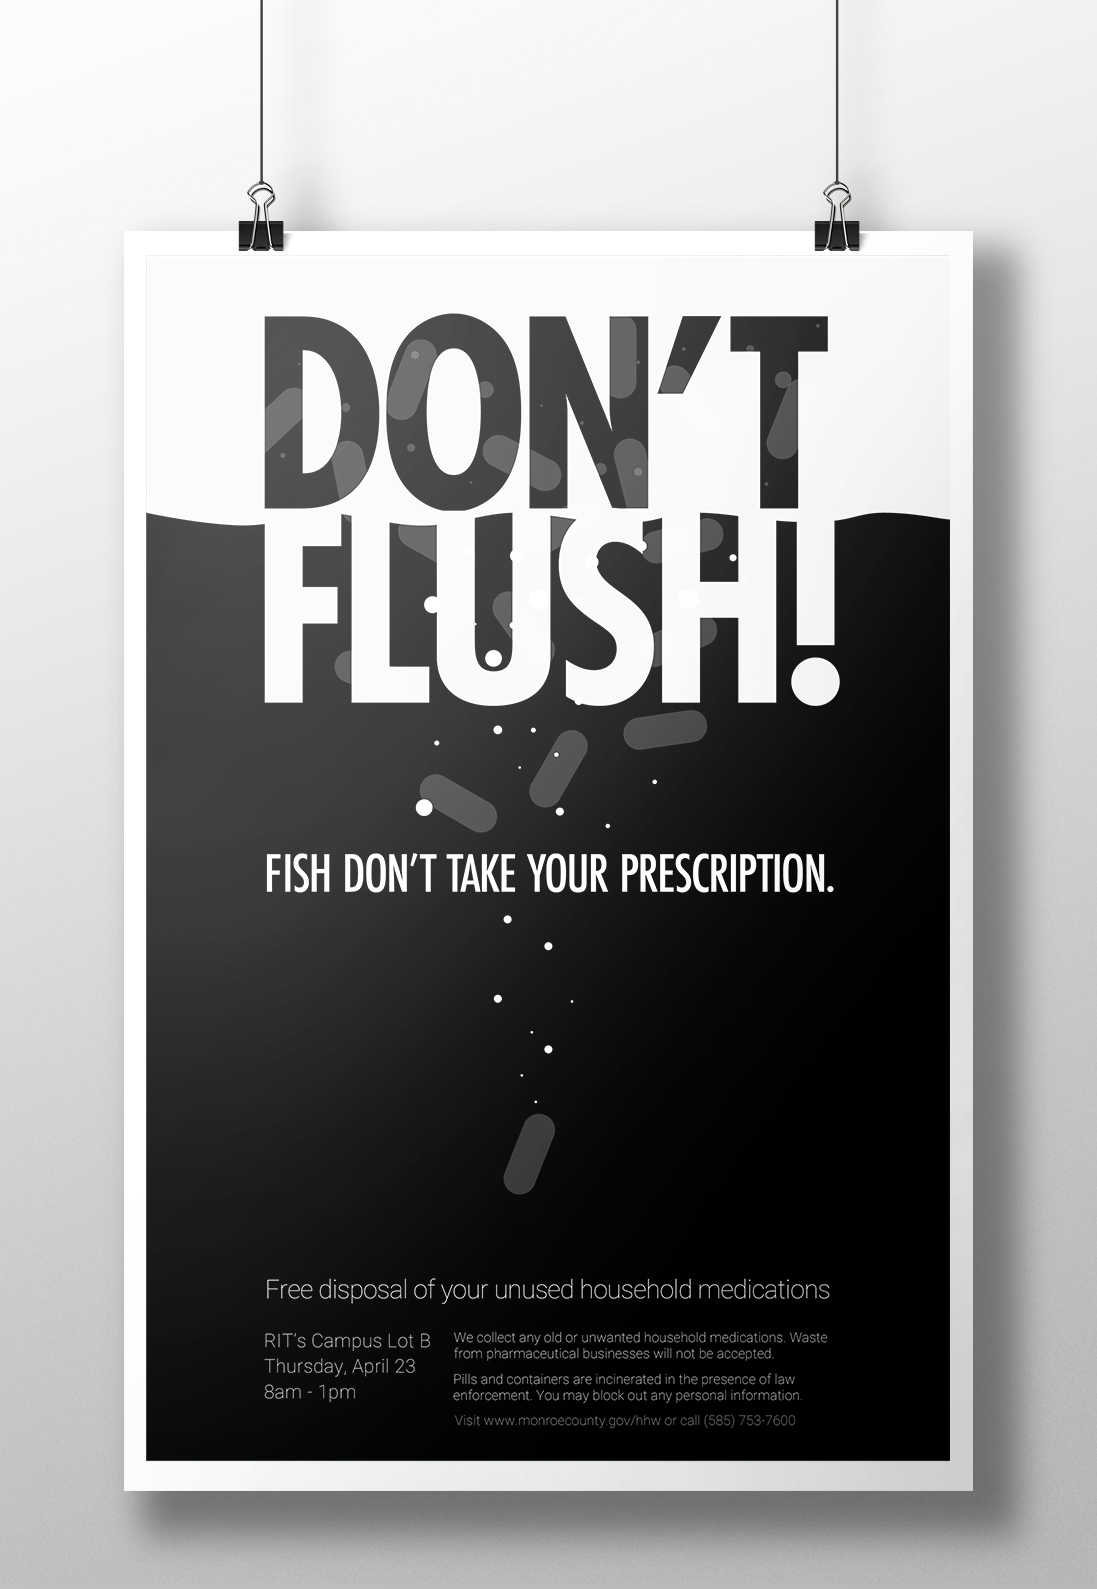 DON'T
FLUSH!
FISH DON'T TAKE YOUR PRESCRIPTION.
Free disposal of your unused household medications
RIT's Campus Lot B
Thursday, April 23
8am - 1pm
We collect any old or unwanted household medications. Waste
from pharmaceutical businesses will not be accepted.
Pills and containers are incinerated in the presence of law
enforcement. You may block out any personal information.
Visit www.monroecounty.gov/hhw or call (585) 753-7600